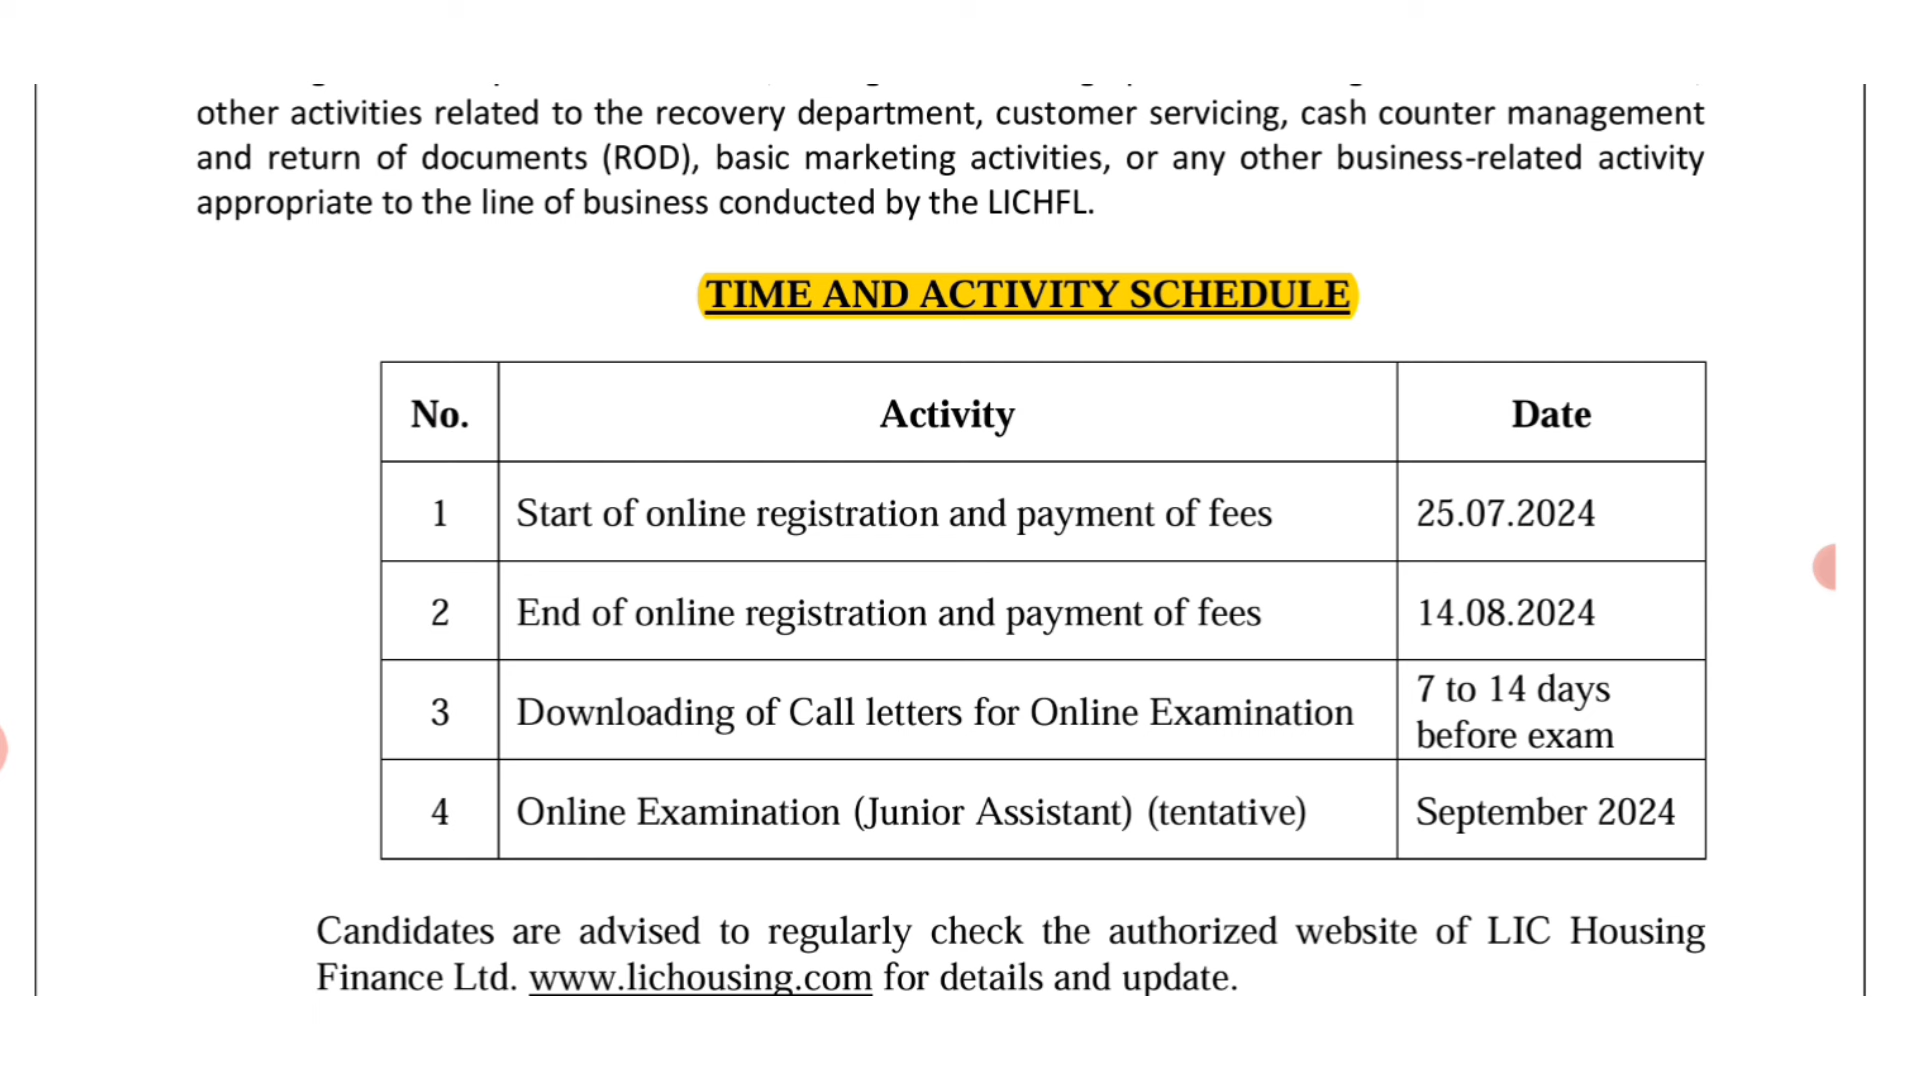 other activities related to the recovery department, customer servicing, cash counter management
and return of documents (ROD), basic marketing activities, or any other business-related activity
appropriate to the line of business conducted by the LICHFL.
TIME AND ACTIVITY SCHEDULE
No. Activity Date
1 Start of online registration and payment of fees 25.07.2024
2 End of online registration and payment of fees 14.08.2024
3 Downloading of Call letters for Online Examination 7 to 14 days
before exam
4 Online Examination (Junior Assistant) (tentative) September 2024
Candidates are advised to regularly check the authorized website of LIC Housing
Finance Ltd. www.lichousing.com for details and update.